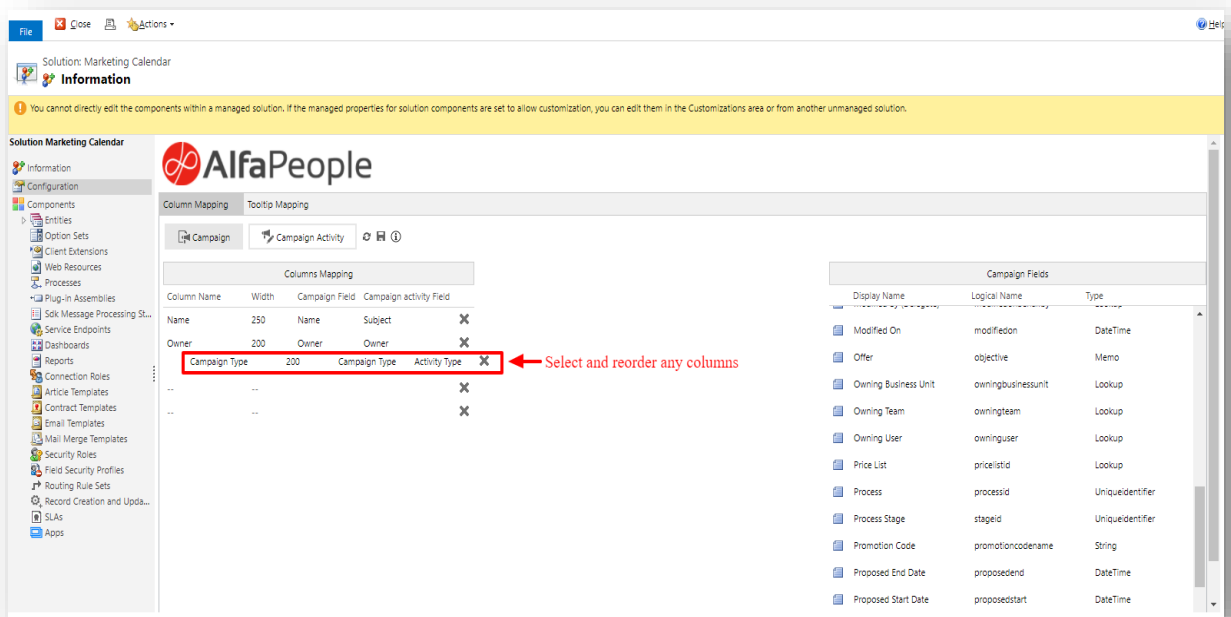 File
Close
Actions
Help
Solution: Marketing Calendar
Information
You cannot directly edit the components within a managed solution. If the managed properties for solution components are set to allow customization, you can edit them in the Customizations area or from another unmanaged solution.
Solution Marketing Calendar
Information
Configuration
Components
Entities
Option Sets
Client Extensions
Web Resources
Processes
Plug-in Assemblies
Sdk Message Processing St...
Service Endpoints
Dashboards
Reports
Connection Roles
Article Templates
Contract Templates
Email Templates
Mail Merge Templates
Security Roles
Field Security Profiles
Routing Rule Sets
Record Creation and Upda...
SLAs
Apps
AlfaPeople
Column Mapping Tooltip Mapping
Campaign Campaign Activity
Columns Mapping
Column Name Width Campaign Field Campaign activity Field
Name 250 Name Subject
Owner 200 Owner Owner
Campaign Type 200 Campaign Type Activity Type
-- --
-- --
Select and reorder any columns
Campaign Fields
Display Name Logical Name Type
Modified On modifiedon DateTime
Offer objective Memo
Owning Business Unit owningbusinessunit Lookup
Owning Team owningteam Lookup
Owning User owninguser Lookup
Price List pricelistid Lookup
Process processid Uniqueidentifier
Process Stage stageid Uniqueidentifier
Promotion Code promotioncodename String
Proposed End Date proposedend DateTime
Proposed Start Date proposedstart DateTime